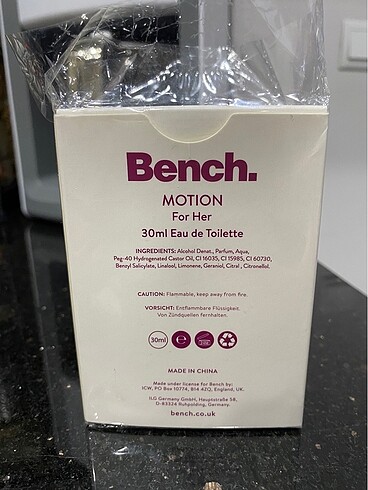 Bench.
MOTION
For Her
30ml Eau de Toilette
INGREDIENTS: Alcohol Denat., Parfum, Aqua,
Peg-40 Hydrogenated Castor Oil, CI 16035, CI 15985, CI 60730,
Benzyl Salicylate, Linalool, Limonene, Geraniol, Citral , Citronellol.
CAUTION: Flammable, keep away from fire.
VORSICHT: Entflammbare Flüssigkeit.
Von Zündquellen fernhalten.
30ml e
MADE IN CHINA
Made under license for Bench by:
ICW, PO Box 10774, B14 4ZQ, England, UK.
ILG Germany GmbH, Hauptstraße 58,
D-83324 Ruhpolding, Germany.
bench.co.uk